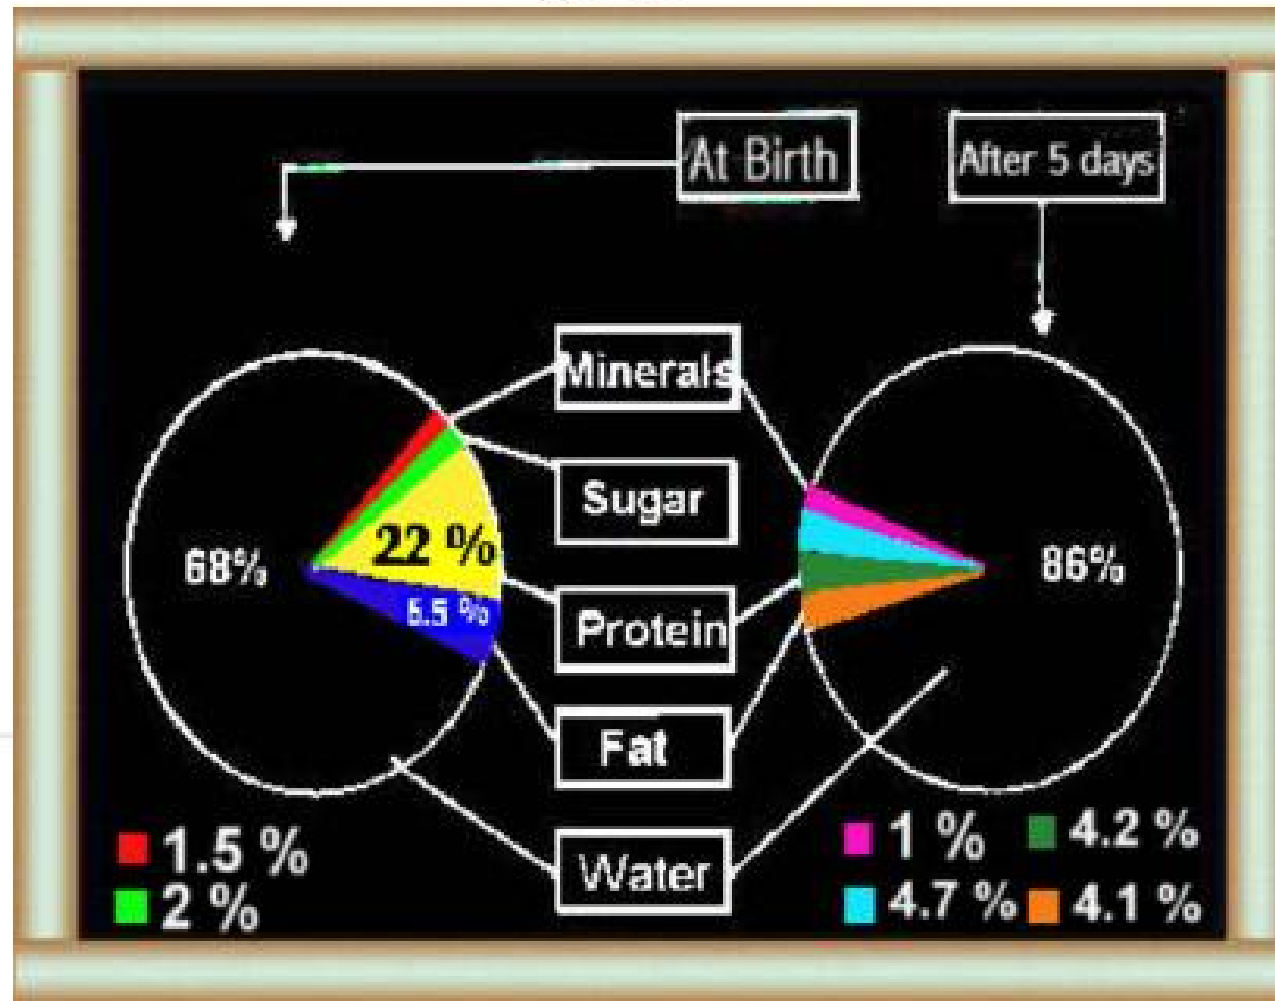 At Birth
After 5 days
Minerals
Sugar
68%
22 %
86%
Protein
Fat
Water
1.5 %
2 %
1 %
4.2 %
4.7 %
4.1 %